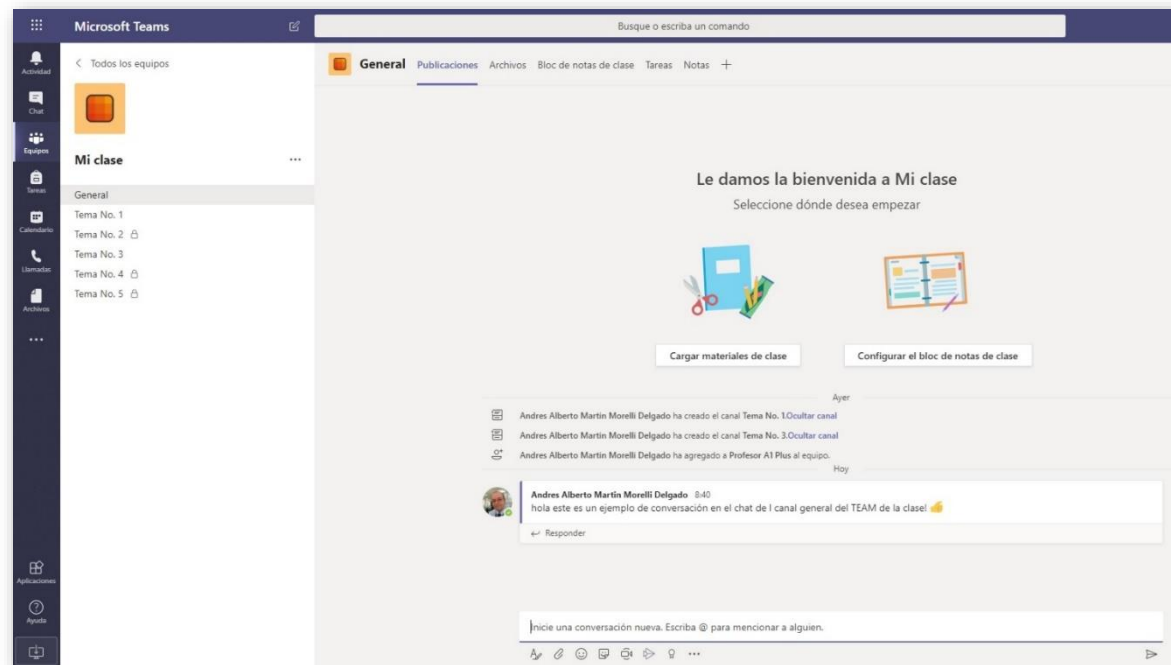 Microsoft Teams
Busque o escriba un comando
Actividad
Chat
Equipos
Tareas
Calendario
Llamadas
Archivos
Aplicaciones
Ayuda
Todos los equipos
Mi clase
General
Tema No. 1
Tema No. 2
Tema No. 3
Tema No. 4
Tema No. 5
General Publicaciones Archivos Bloc de notas de clase Tareas Notas
Le damos la bienvenida a Mi clase
Seleccione dónde desea empezar
Cargar materiales de clase
Configurar el bloc de notas de clase
Ayer
Andres Alberto Martin Morelli Delgado ha creado el canal Tema No. 1.Ocultar canal
Andres Alberto Martin Morelli Delgado ha creado el canal Tema No. 3.Ocultar canal
Andres Alberto Martin Morelli Delgado ha agregado a Profesor A1 Plus al equipo.
Hoy
Andres Alberto Martin Morelli Delgado 8:40
hola este es un ejemplo de conversación en el chat de l canal general del TEAM de la clase!
Responder
Inicie una conversación nueva. Escriba @ para mencionar a alguien.